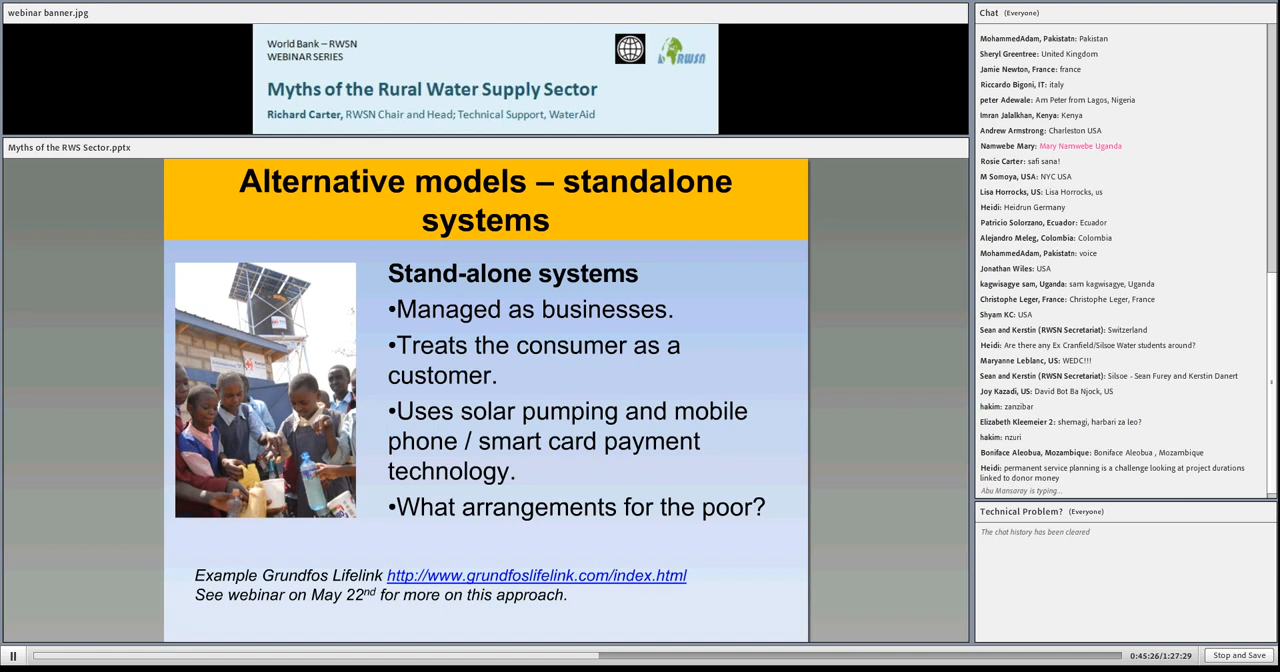 webinar banner.jpg
World Bank – RWSN
WEBINAR SERIES
RWSN
Myths of the Rural Water Supply Sector
Richard Carter, RWSN Chair and Head; Technical Support, WaterAid
Myths of the RWS Sector.pptx
Alternative models – standalone
systems
Stand-alone systems
•Managed as businesses.
•Treats the consumer as a
customer.
•Uses solar pumping and mobile
phone / smart card payment
technology.
•What arrangements for the poor?
Example Grundfos Lifelink http://www.grundfoslifelink.com/index.html
See webinar on May 22nd for more on this approach.
Chat (Everyone)
MohammedAdam, Pakistatn: Pakistan
Sheryl Greentree: United Kingdom
Jamie Newton, France: france
Riccardo Bigoni, IT: italy
peter Adewale: Am Peter from Lagos, Nigeria
Imran Jalalkhan, Kenya: Kenya
Andrew Armstrong: Charleston USA
Namwebe Mary: Mary Namwebe Uganda
Rosie Carter: safi sana!
M Somoya, USA: NYC USA
Lisa Horrocks, US: Lisa Horrocks, us
Heidi: Heidrun Germany
Patricio Solorzano, Ecuador: Ecuador
Alejandro Meleg, Colombia: Colombia
MohammedAdam, Pakistatn: voice
Jonathan Wiles: USA
kagwisagye sam, Uganda: sam kagwisagye, Uganda
Christophe Leger, France: Christophe Leger, France
Shyam KC: USA
Sean and Kerstin (RWSN Secretariat): Switzerland
Heidi: Are there any Ex Cranfield/Silsoe Water students around?
Maryanne Leblanc, US: WEDC!!!
Sean and Kerstin (RWSN Secretariat): Silsoe - Sean Furey and Kerstin Danert
Joy Kazadi, US: David Bot Ba Njock, US
hakim: zanzibar
Elizabeth Kleemeier 2: shemagi, harbari za leo?
hakim: nzuri
Boniface Aleobua, Mozambique: Boniface Aleobua , Mozambique
Heidi: permanent service planning is a challenge looking at project durations
linked to donor money
Abu Mansaray is typing...
Technical Problem? (Everyone)
The chat history has been cleared
0:45:26/1:27:29
Stop and Save